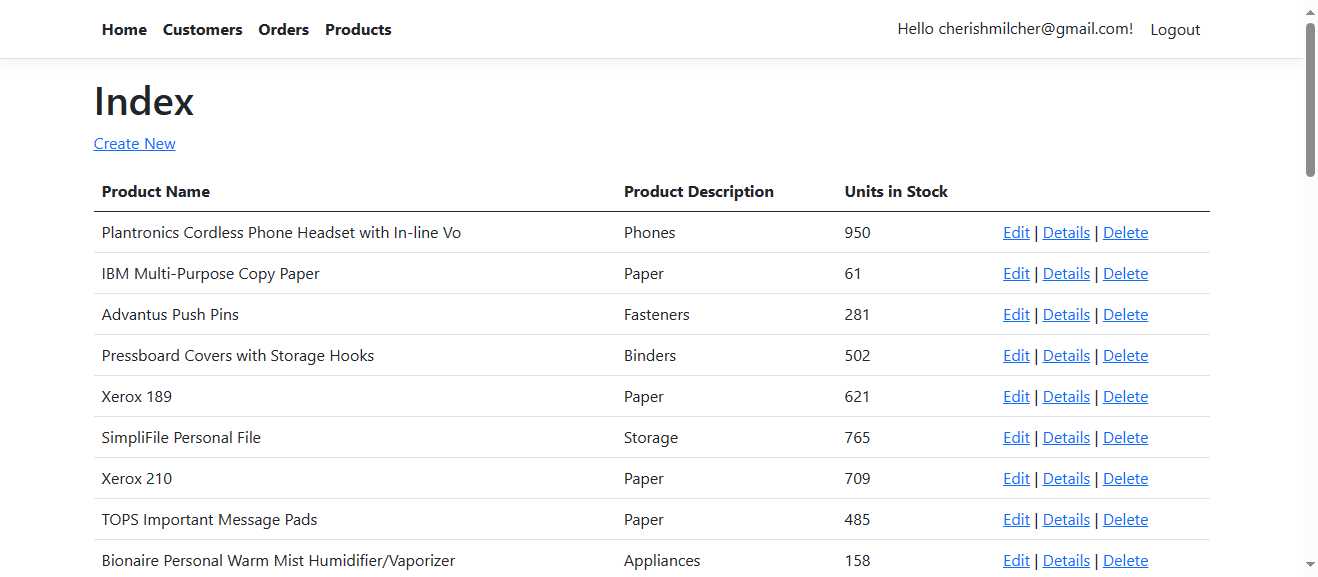 Home Customers Orders Products Hello cherishmilcher@gmail.com! Logout
Index
Create New
Product Name Product Description Units in Stock
Plantronics Cordless Phone Headset with In-line Vo Phones 950 Edit | Details | Delete
IBM Multi-Purpose Copy Paper Paper 61 Edit | Details | Delete
Advantus Push Pins Fasteners 281 Edit | Details | Delete
Pressboard Covers with Storage Hooks Binders 502 Edit | Details | Delete
Xerox 189 Paper 621 Edit | Details | Delete
SimpliFile Personal File Storage 765 Edit | Details | Delete
Xerox 210 Paper 709 Edit | Details | Delete
TOPS Important Message Pads Paper 485 Edit | Details | Delete
Bionaire Personal Warm Mist Humidifier/Vaporizer Appliances 158 Edit | Details | Delete